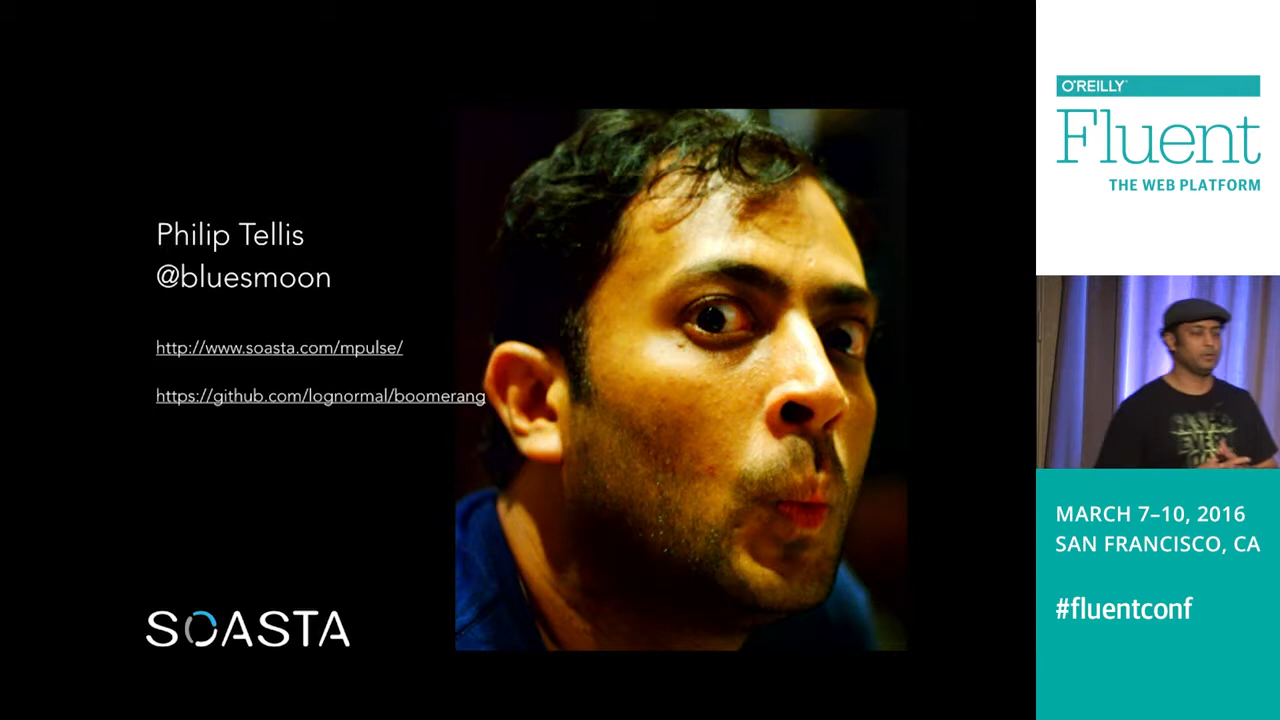 Philip Tellis
@bluesmoon
http://www.soasta.com/mpulse/
https://github.com/lognormal/boomerang
SOASTA
O'REILLY™
Fluent
THE WEB PLATFORM
MARCH 7–10, 2016
SAN FRANCISCO, CA
#fluentconf